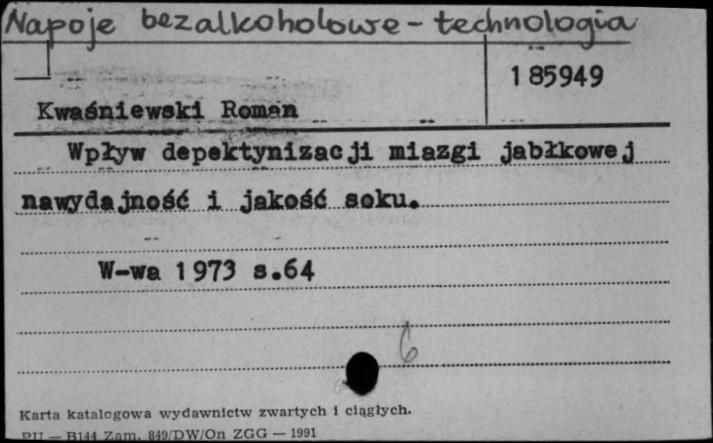 Napoje bezalkoholowe - technologia
185949
Kwaśniewski Roman
Wpływ depektynizacji miazgi jabłkowej
nawydajność i jakość soku.
W-wa 1973 s.64
6
Karta katalogowa wydawnictw zwartych i ciągłych.
PU — B144 Zam. 849/DW/On ZGG — 1991